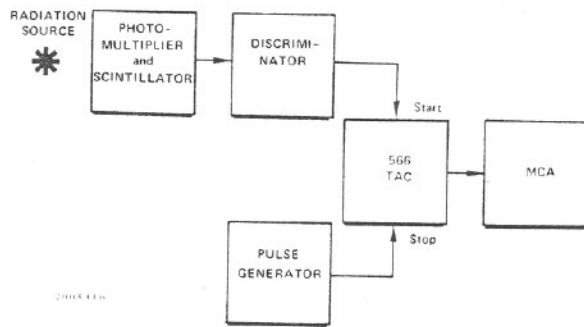 RADIATION
SOURCE
PHOTO-
MULTIPLIER
and
SCINTILLATOR
DISCRIMI-
NATOR
Start
566
TAC
MCA
Stop
PULSE
GENERATOR